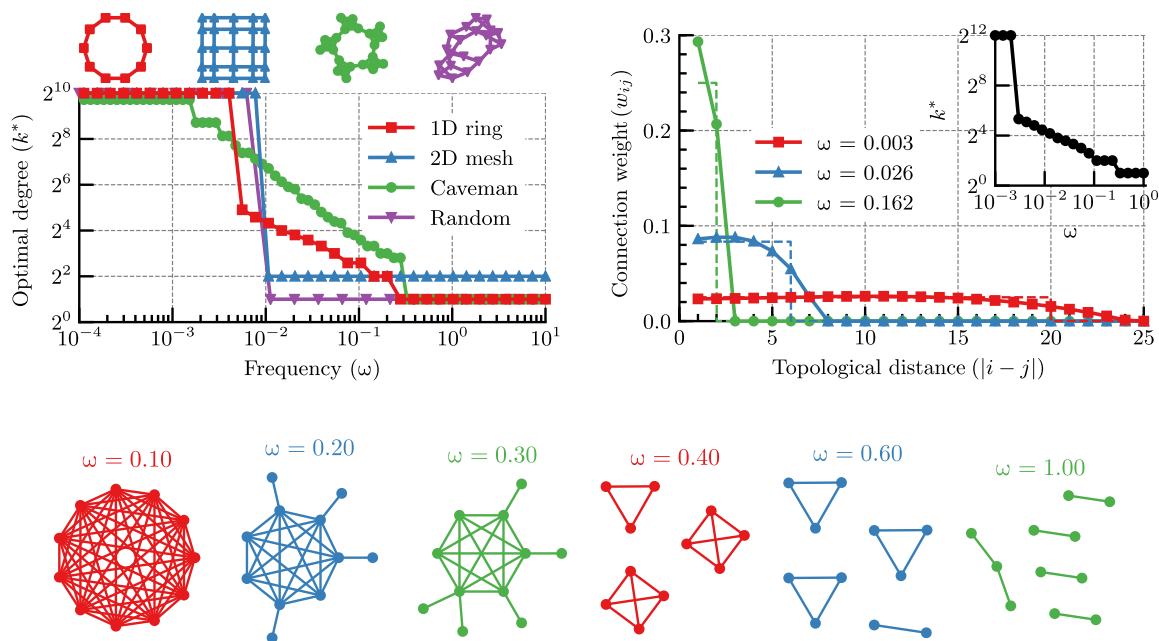 Optimal degree (k*)
2^10
2^8
2^6
2^4
2^2
2^0
10^-4
10^-3
10^-2
10^-1
10^0
10^1
Frequency (ω)
1D ring
2D mesh
Caveman
Random
Connection weight (w_ij)
0.3
0.2
0.1
0.0
0
5
10
15
20
25
Topological distance (|i − j|)
ω = 0.003
ω = 0.026
ω = 0.162
k*
2^12
2^8
2^4
2^0
10^-3
10^-2
10^-1
10^0
ω
ω = 0.10
ω = 0.20
ω = 0.30
ω = 0.40
ω = 0.60
ω = 1.00